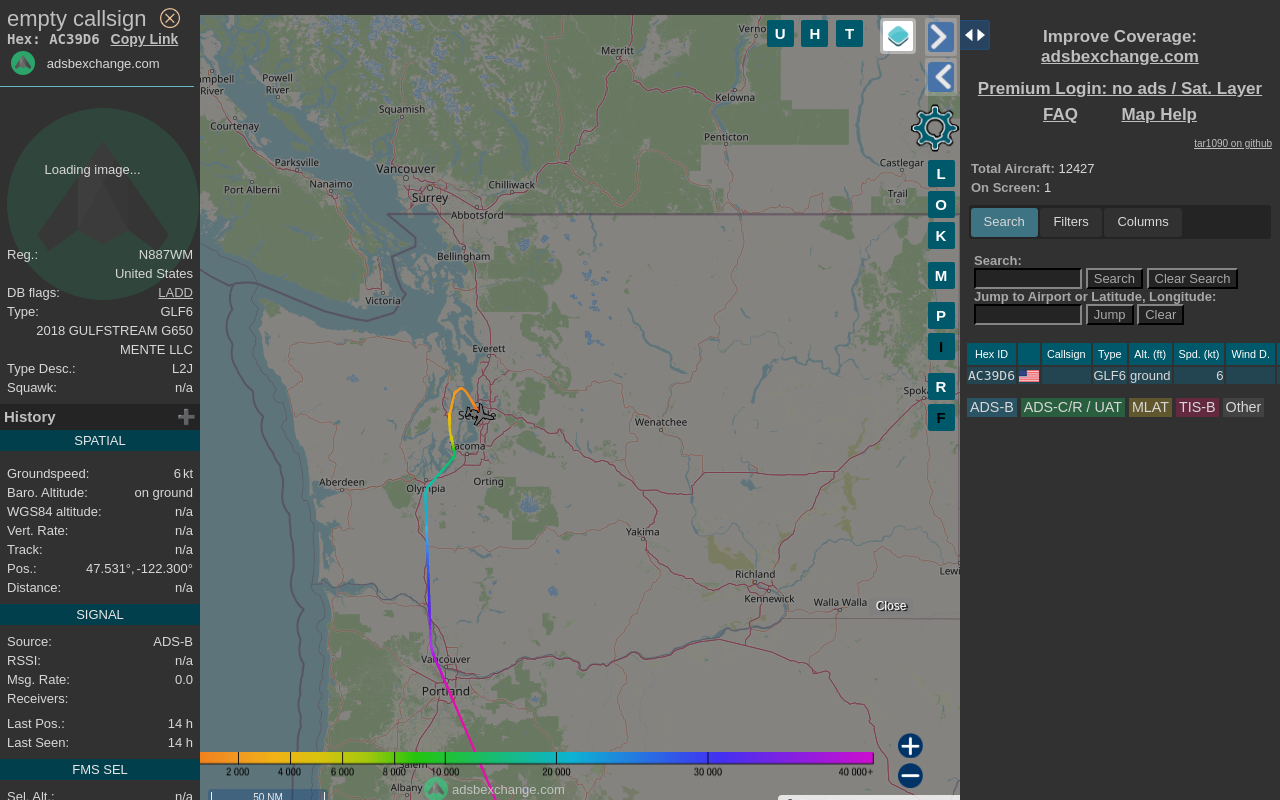 empty callsign
Hex: AC39D6 Copy Link
adsbexchange.com
Loading image...
Reg.: N887WM
United States
DB flags: LADD
Type: GLF6
2018 GULFSTREAM G650
MENTE LLC
Type Desc.: L2J
Squawk: n/a
History
SPATIAL
Groundspeed: 6 kt
Baro. Altitude: on ground
WGS84 altitude: n/a
Vert. Rate: n/a
Track: n/a
Pos.: 47.531°, -122.300°
Distance: n/a
SIGNAL
Source: ADS-B
RSSI: n/a
Msg. Rate: 0.0
Receivers:
Last Pos.: 14 h
Last Seen: 14 h
FMS SEL
Sel. Alt.: n/a
U H T
Merritt
Powell
River
River
Kelowna
Squamish
Courtenay
Penticton
Parksville
Vancouver
Castlegar
Nanaimo
Chilliwack
Port Alberni
Surrey
Trail
Abbotsford
Bellingham
Victoria
Everett
Wenatchee
Aberdeen
Orting
Olympia
Yakima
Richland
Kennewick
Walla Walla
Close
Vancouver
Portland
Salem
Albany
L
O
K
M
P
I
R
F
2 000 4 000 6 000 8 000 10 000 20 000 30 000 40 000+
adsbexchange.com
50 NM
Improve Coverage:
adsbexchange.com
Premium Login: no ads / Sat. Layer
FAQ Map Help
tar1090 on github
Total Aircraft: 12427
On Screen: 1
Search Filters Columns
Search:
Search Clear Search
Jump to Airport or Latitude, Longitude:
Jump Clear
Hex ID Callsign Type Alt. (ft) Spd. (kt) Wind D.
AC39D6 GLF6 ground 6
ADS-B ADS-C/R / UAT MLAT TIS-B Other